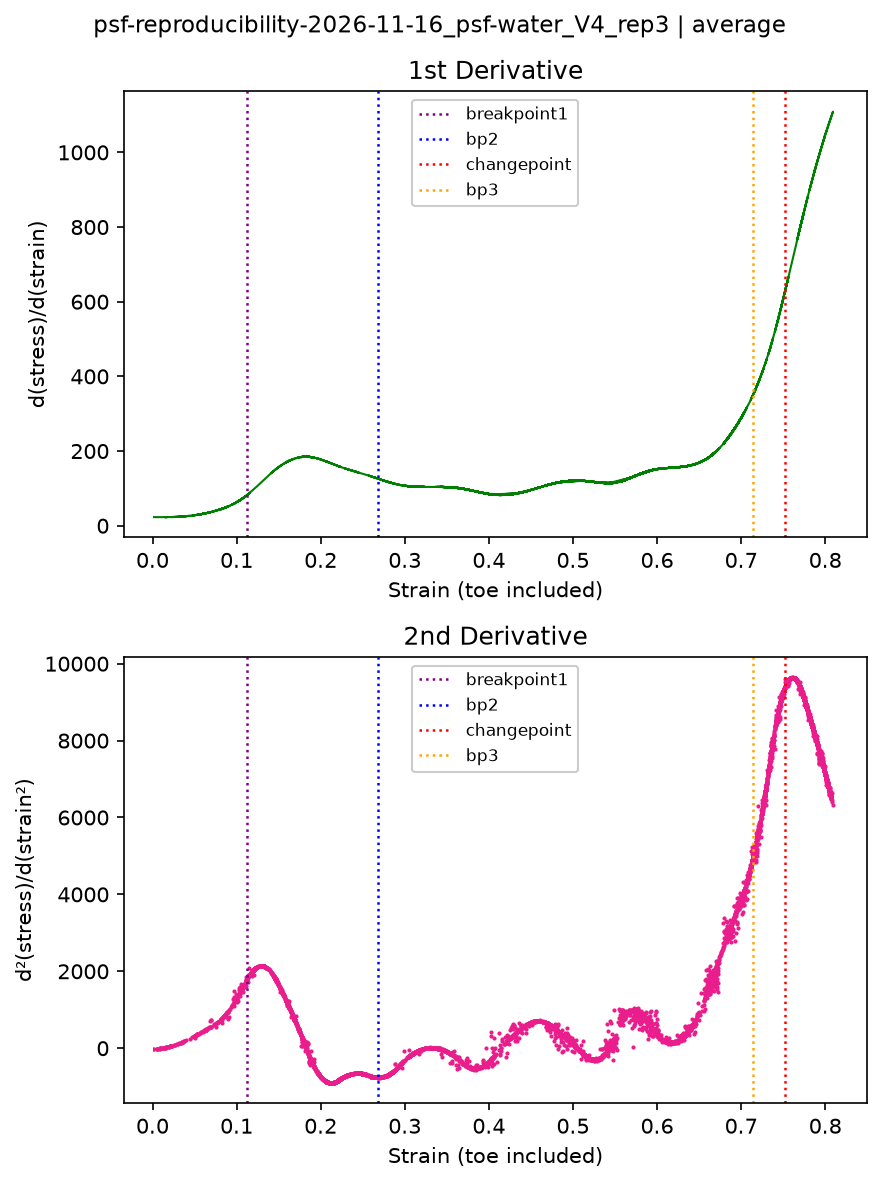 psf-reproducibility-2026-11-16_psf-water_V4_rep3 | average
1st Derivative
breakpoint1
bp2
changepoint
bp3
d(stress)/d(strain)
1000
800
600
400
200
0
0.0 0.1 0.2 0.3 0.4 0.5 0.6 0.7 0.8
Strain (toe included)
2nd Derivative
breakpoint1
bp2
changepoint
bp3
d²(stress)/d(strain²)
10000
8000
6000
4000
2000
0
0.0 0.1 0.2 0.3 0.4 0.5 0.6 0.7 0.8
Strain (toe included)